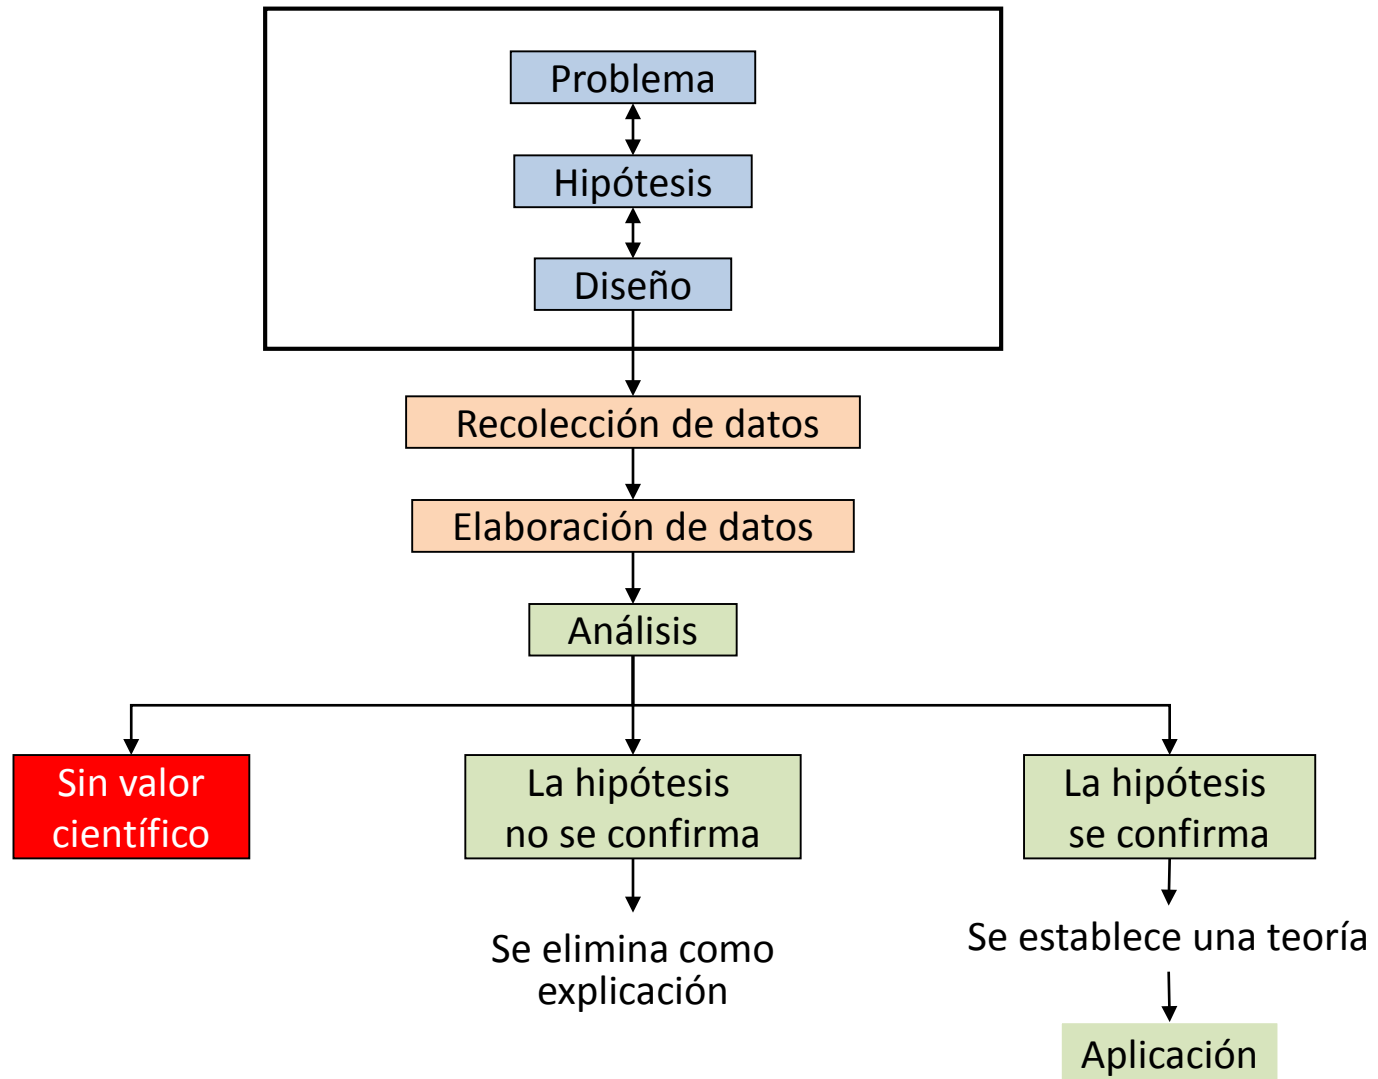 Problema
Hipótesis
Diseño
Recolección de datos
Elaboración de datos
Análisis
Sin valor
científico
La hipótesis
no se confirma
La hipótesis
se confirma
Se elimina como
explicación
Se establece una teoría
Aplicación